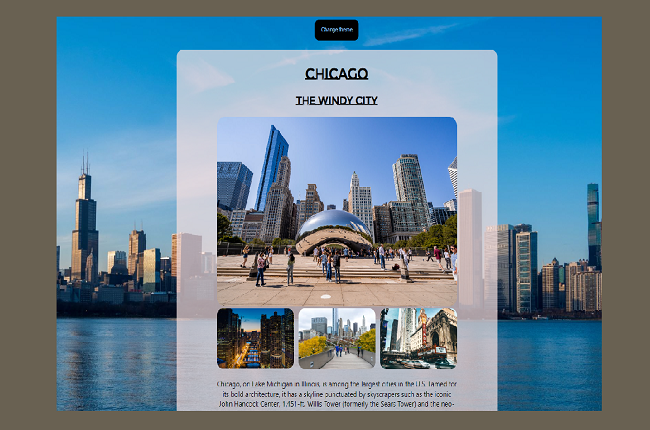 Change theme
CHICAGO
THE WINDY CITY
Chicago, on Lake Michigan in Illinois, is among the largest cities in the U.S. Famed for
its bold architecture, it has a skyline punctuated by skyscrapers such as the iconic
John Hancock Center, 1,451-ft. Willis Tower (formerly the Sears Tower) and the neo-